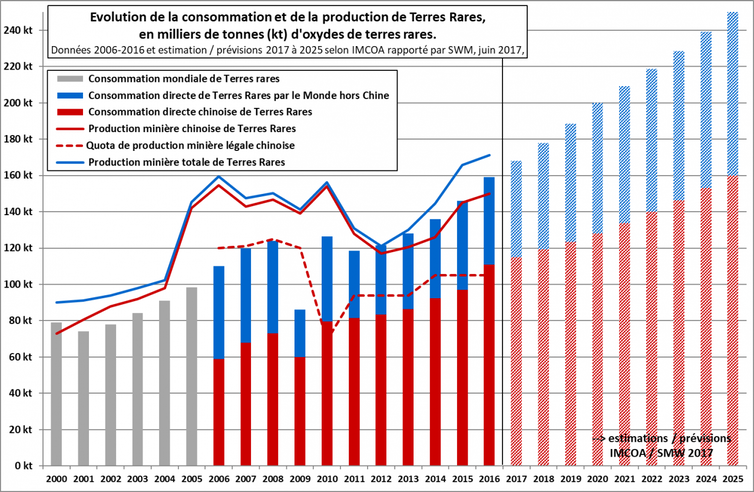 Evolution de la consommation et de la production de Terres Rares,
en milliers de tonnes (kt) d'oxydes de terres rares.
Données 2006-2016 et estimation / prévisions 2017 à 2025 selon IMCOA rapporté par SWM, juin 2017,
Consommation mondiale de Terres rares
Consommation directe de Terres Rares par le Monde hors Chine
Consommation directe chinoise de Terres Rares
Production minière chinoise de Terres Rares
Quota de production minière légale chinoise
Production minière totale de Terres Rares
240 kt
220 kt
200 kt
180 kt
160 kt
140 kt
120 kt
100 kt
80 kt
60 kt
40 kt
20 kt
0 kt
--> estimations / prévisions
IMCOA / SMW 2017
2000 2001 2002 2003 2004 2005 2006 2007 2008 2009 2010 2011 2012 2013 2014 2015 2016 2017 2018 2019 2020 2021 2022 2023 2024 2025